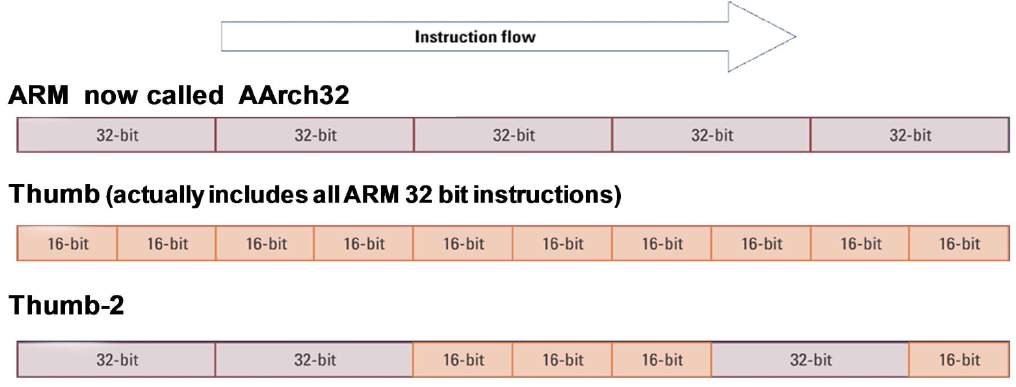 Instruction flow
ARM now called AArch32
32-bit 32-bit 32-bit 32-bit 32-bit
Thumb (actually includes all ARM 32 bit instructions)
16-bit 16-bit 16-bit 16-bit 16-bit 16-bit 16-bit 16-bit 16-bit 16-bit
Thumb-2
32-bit 32-bit 16-bit 16-bit 16-bit 32-bit 16-bit